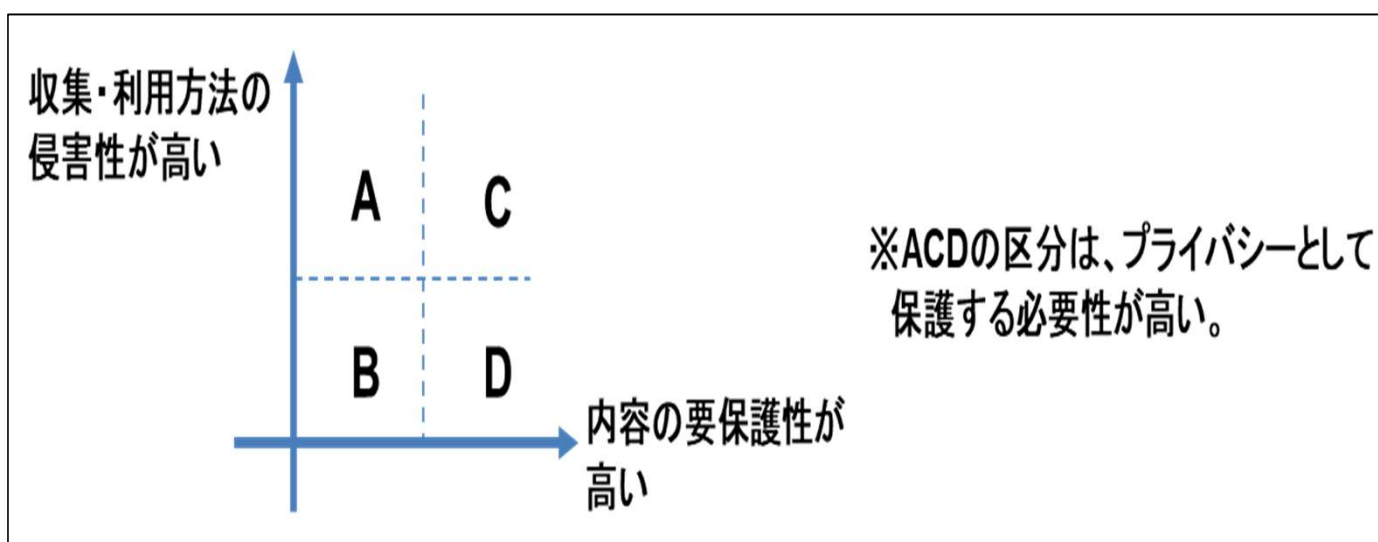 収集・利用方法の
侵害性が高い
A
C
※ACDの区分は、プライバシーとして
保護する必要性が高い。
B
D
内容の要保護性が
高い